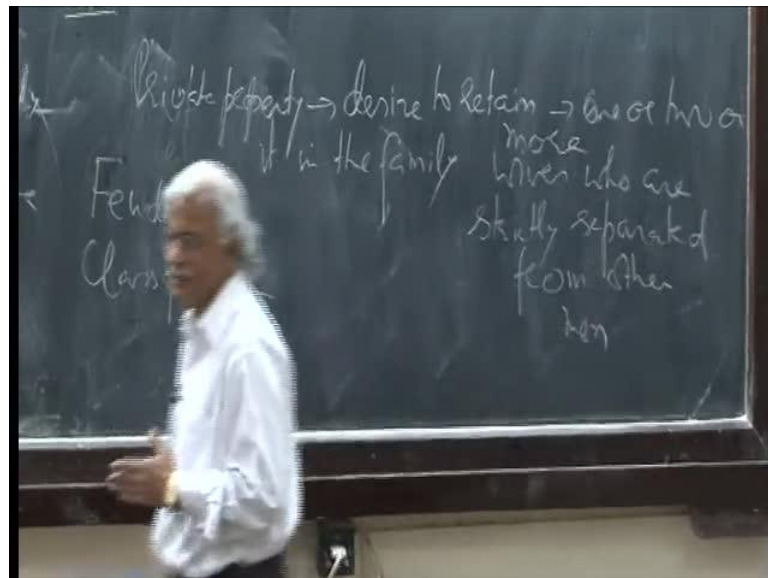 Private property → desire to retain → one or two or
it in the family more
wives who are
strictly separated
from other
men
Feud
Class